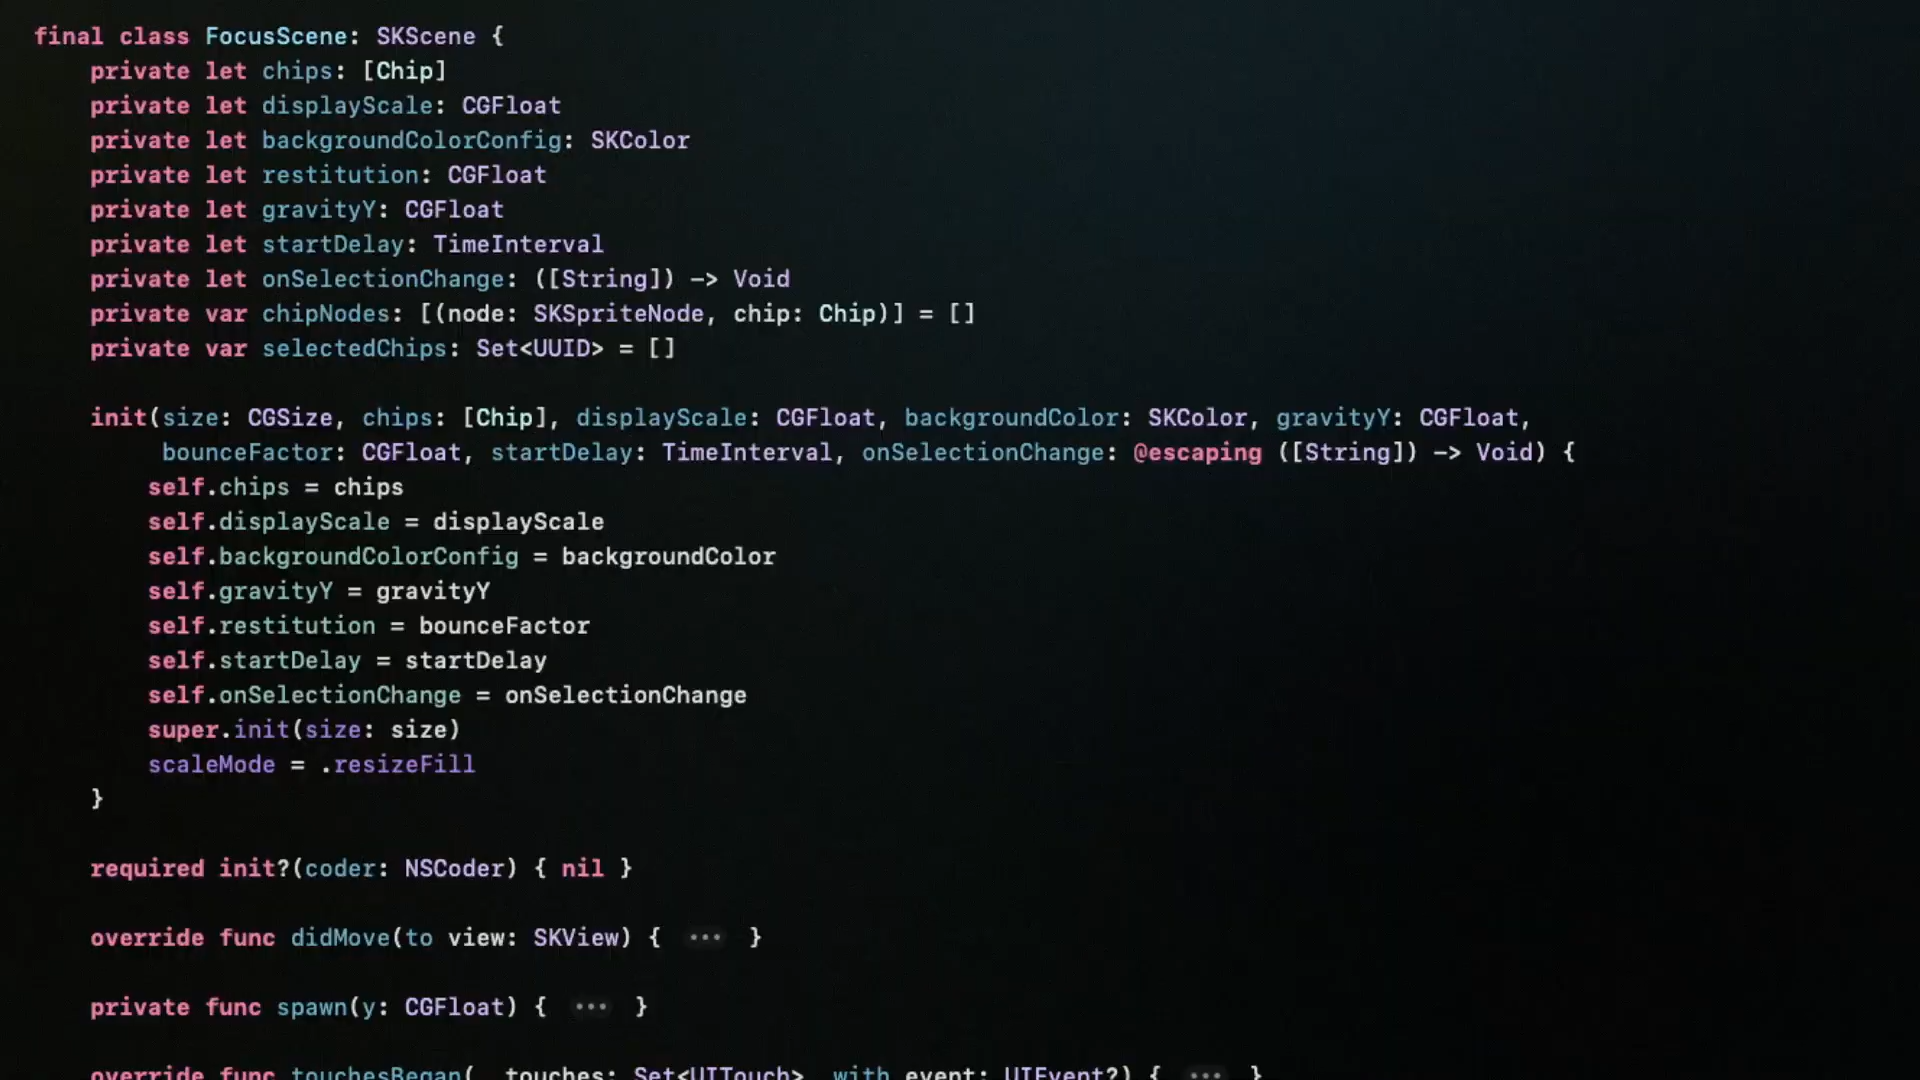 final class FocusScene: SKScene {
private let chips: [Chip]
private let displayScale: CGFloat
private let backgroundColorConfig: SKColor
private let restitution: CGFloat
private let gravityY: CGFloat
private let startDelay: TimeInterval
private let onSelectionChange: ([String]) -> Void
private var chipNodes: [(node: SKSpriteNode, chip: Chip)] = []
private var selectedChips: Set<UUID> = []
init(size: CGSize, chips: [Chip], displayScale: CGFloat, backgroundColor: SKColor, gravityY: CGFloat,
bounceFactor: CGFloat, startDelay: TimeInterval, onSelectionChange: @escaping ([String]) -> Void) {
self.chips = chips
self.displayScale = displayScale
self.backgroundColorConfig = backgroundColor
self.gravityY = gravityY
self.restitution = bounceFactor
self.startDelay = startDelay
self.onSelectionChange = onSelectionChange
super.init(size: size)
scaleMode = .resizeFill
}
required init?(coder: NSCoder) { nil }
override func didMove(to view: SKView) { ••• }
private func spawn(y: CGFloat) { ••• }
override func touchesBegan(_ touches: Set<UITouch>, with event: UIEvent?) { ••• }